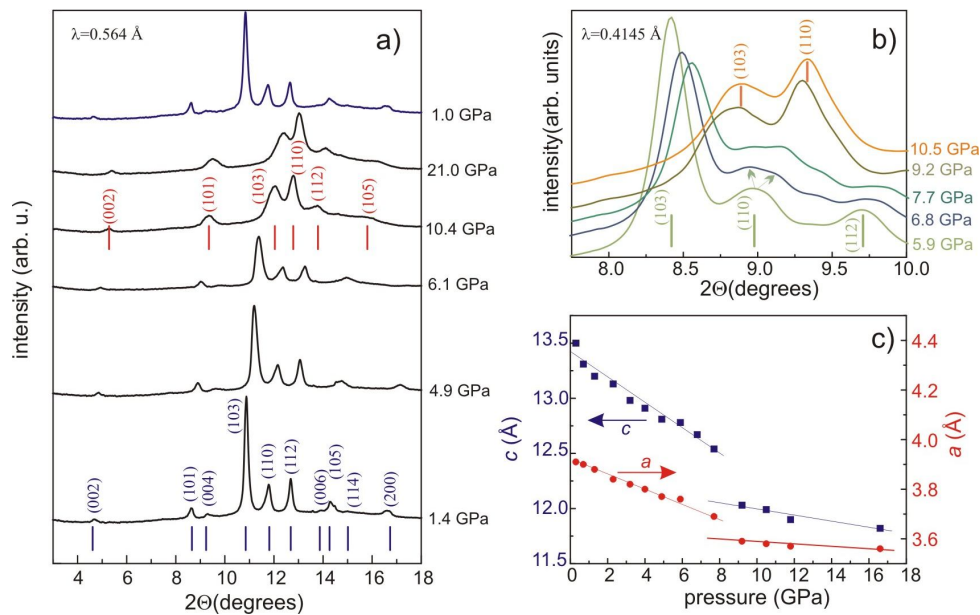 λ=0.564 Å
a)
1.0 GPa
21.0 GPa
(002)
(101)
(103)
(110)
(112)
(105)
10.4 GPa
6.1 GPa
4.9 GPa
(002)
(101)
(004)
(103)
(110)
(112)
(006)
(105)
(114)
(200)
1.4 GPa
4 6 8 10 12 14 16 18
2Θ(degrees)
intensity (arb. u.)
λ=0.4145 Å
b)
(103)
(110)
10.5 GPa
9.2 GPa
7.7 GPa
6.8 GPa
5.9 GPa
(103)
(110)
(112)
8.0 8.5 9.0 9.5 10.0
2Θ(degrees)
intensity(arb. units)
c)
13.5
13.0
12.5
12.0
11.5
c (Å)
c
a
4.4
4.2
4.0
3.8
3.6
a (Å)
0 2 4 6 8 10 12 14 16 18
pressure (GPa)